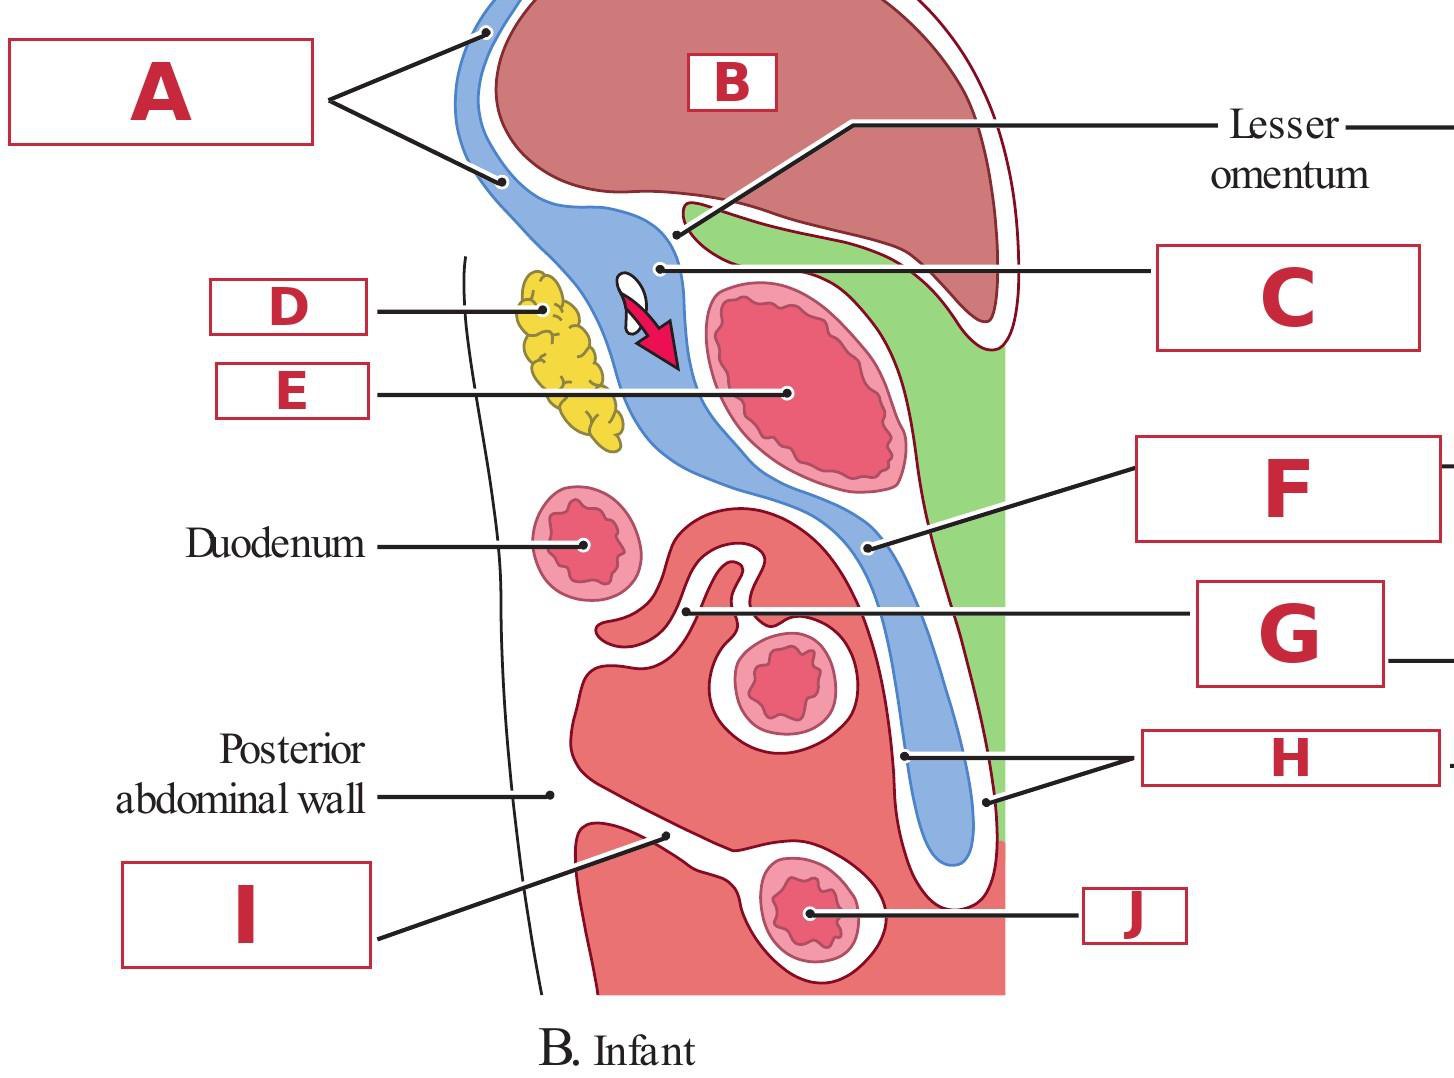 A
B
Lesser
omentum
C
D
E
F
Duodenum
G
Posterior
abdominal wall
H
I
J
B. Infant